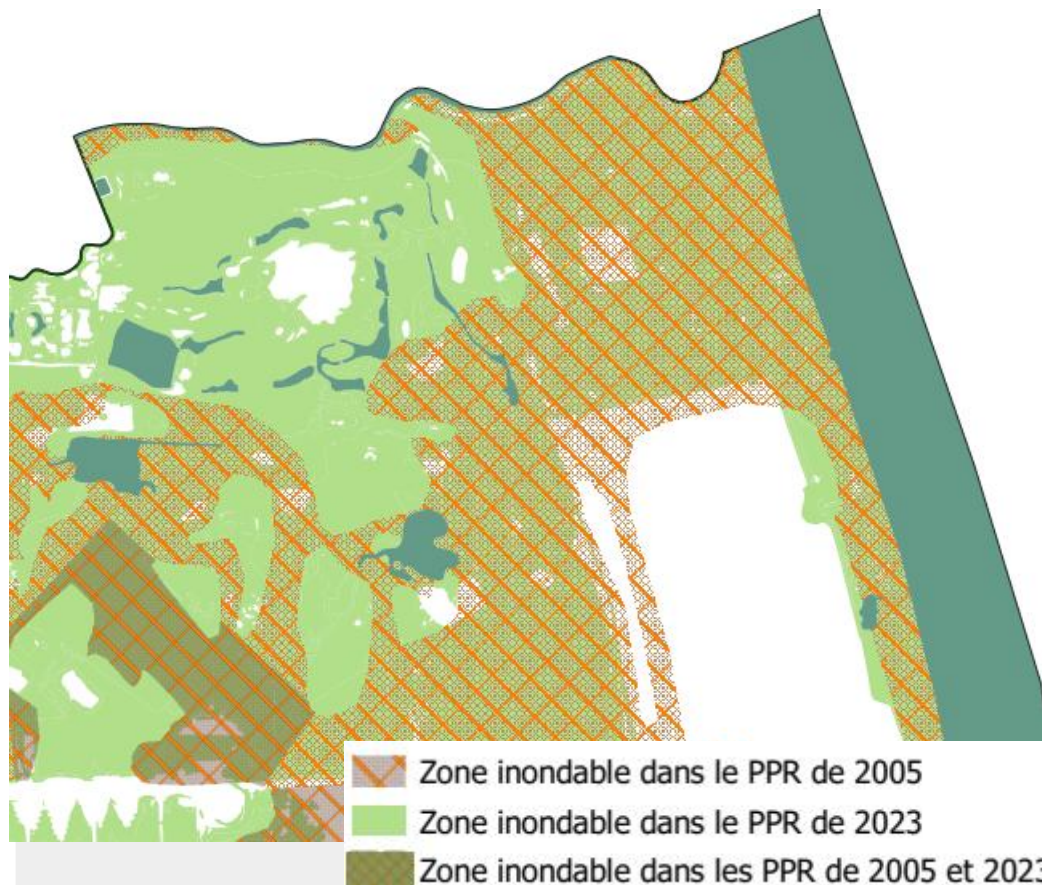 Zone inondable dans le PPR de 2005
Zone inondable dans le PPR de 2023
Zone inondable dans les PPR de 2005 et 2023